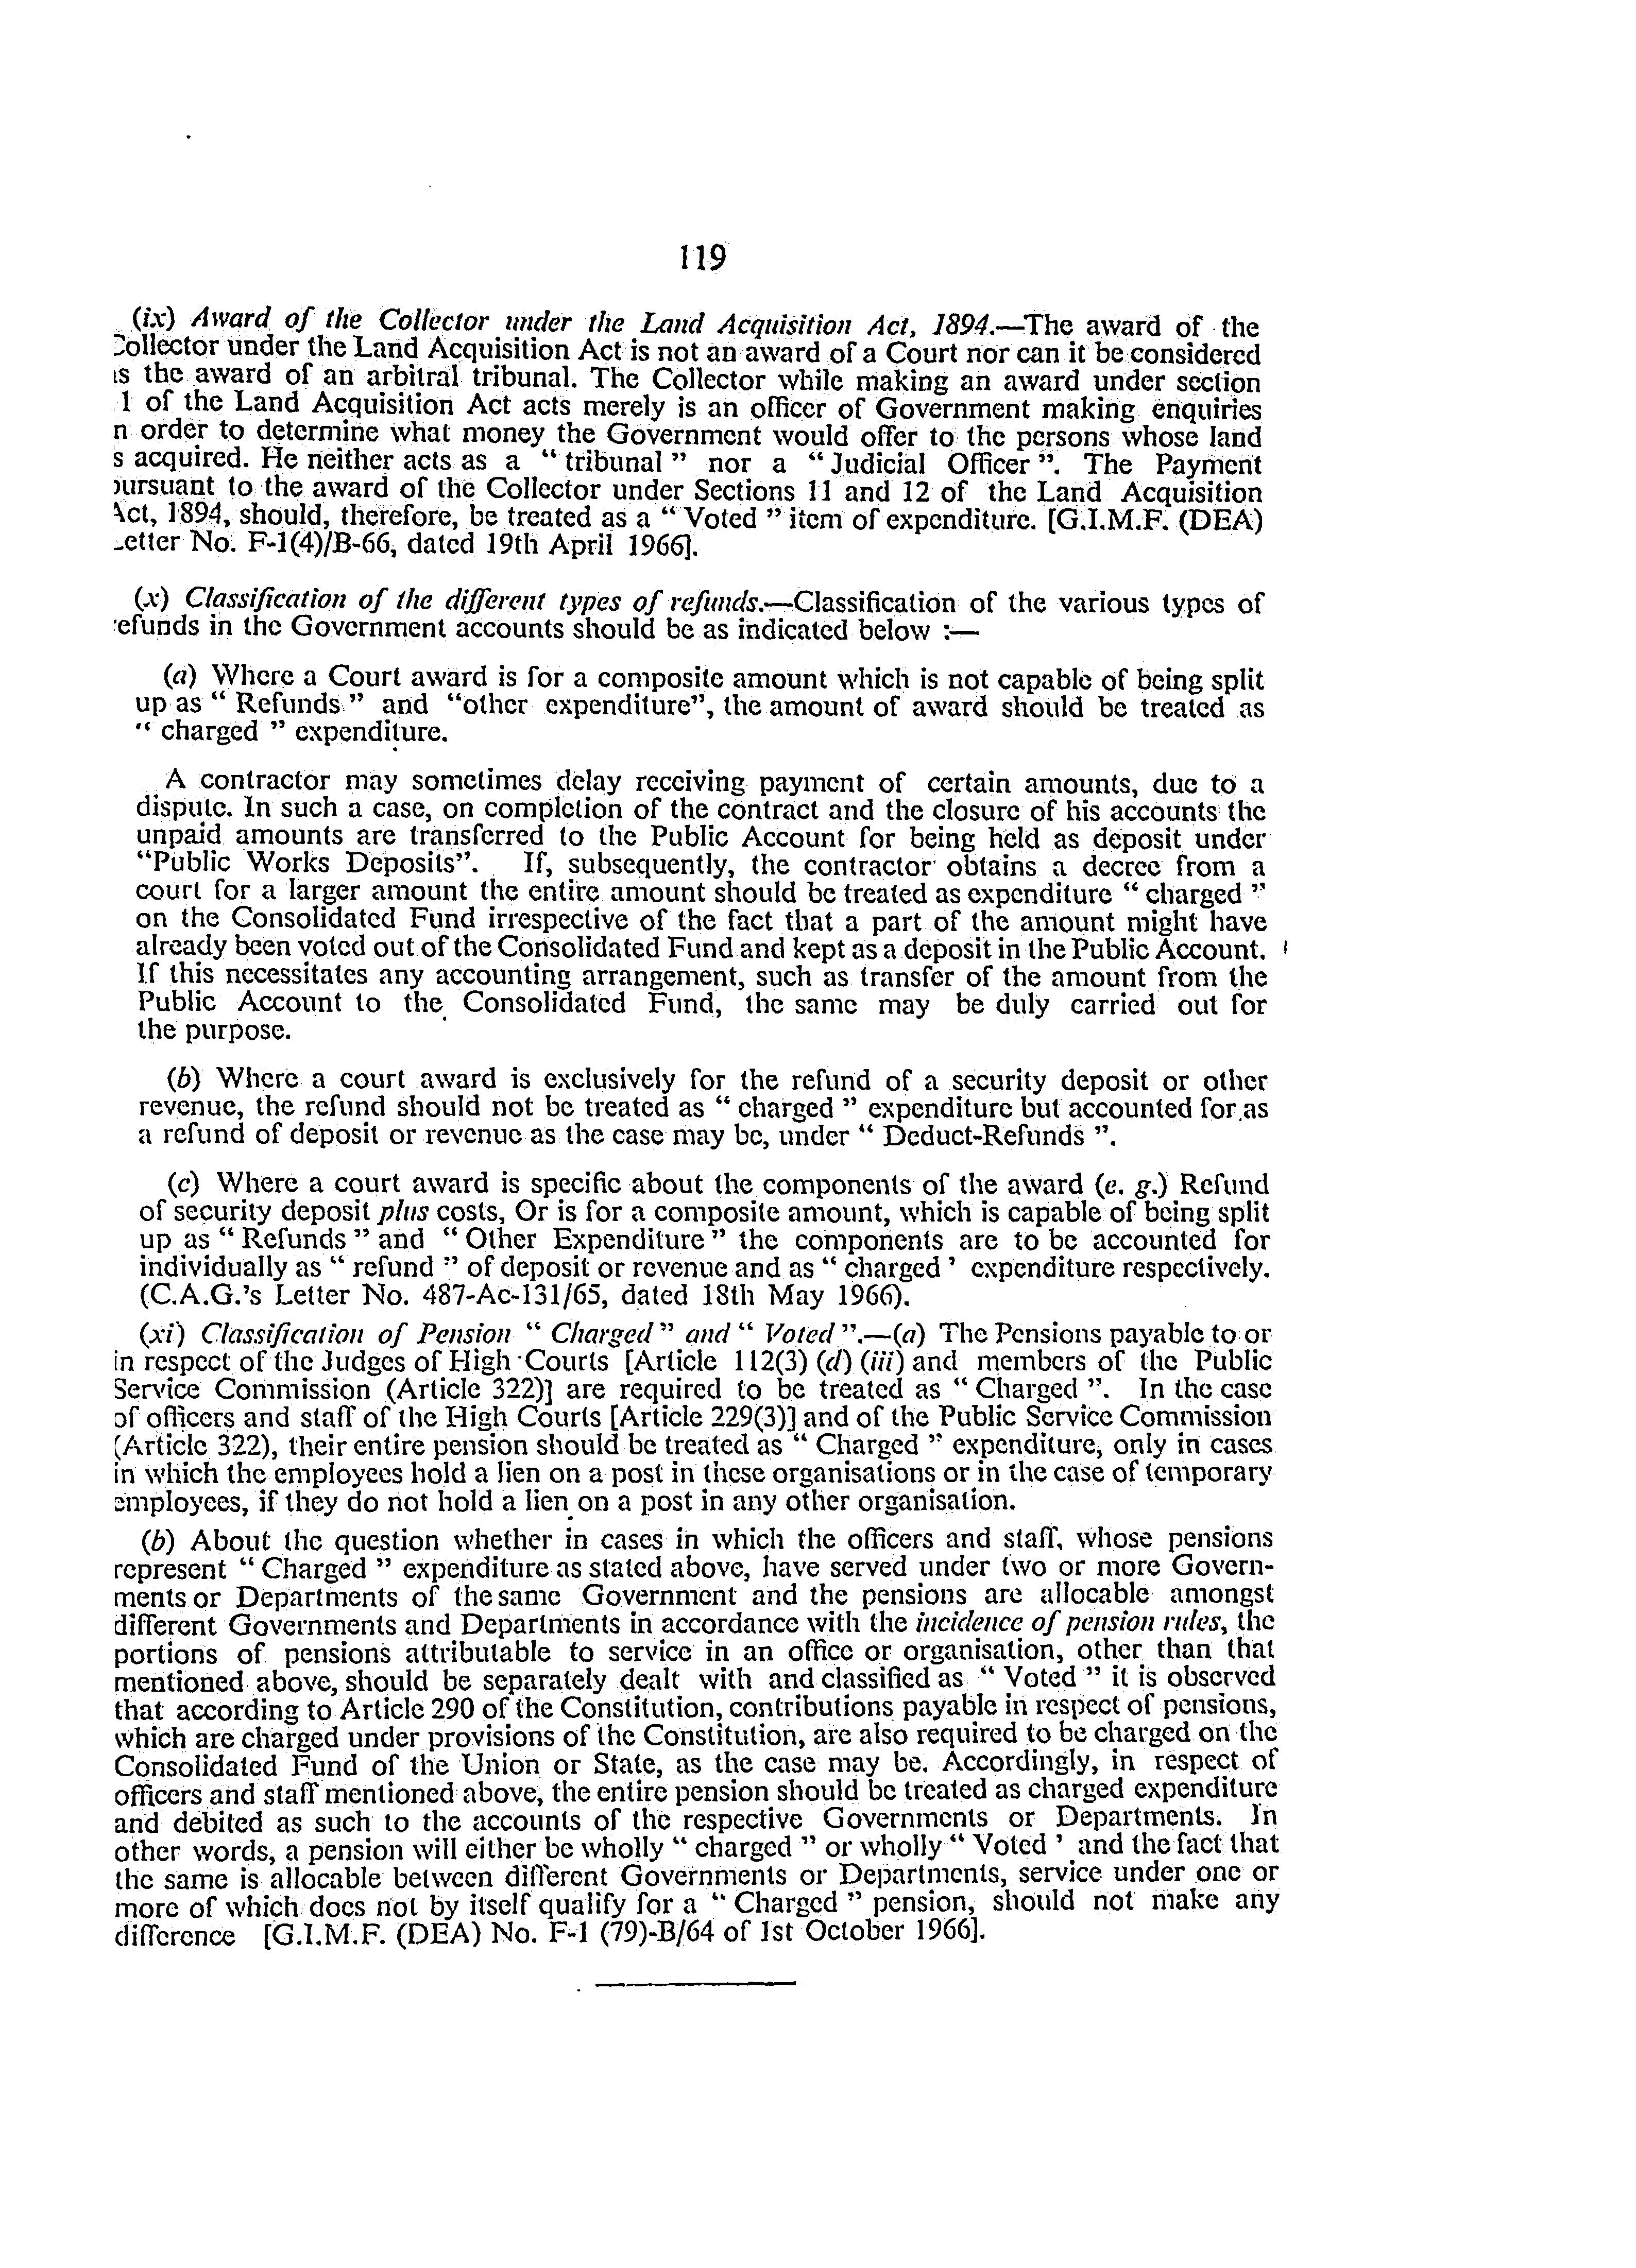 119
(ix) Award of the Collector under the Land Acquisition Act, 1894.—The award of the
Collector under the Land Acquisition Act is not an award of a Court nor can it be considered
as the award of an arbitral tribunal. The Collector while making an award under section
1 of the Land Acquisition Act acts merely is an officer of Government making enquiries
n order to determine what money the Government would offer to the persons whose land
s acquired. He neither acts as a “ tribunal ” nor a “ Judicial Officer ”. The Payment
pursuant to the award of the Collector under Sections 11 and 12 of the Land Acquisition
Act, 1894, should, therefore, be treated as a “ Voted ” item of expenditure. [G.I.M.F. (DEA)
Letter No. F-1(4)/B-66, dated 19th April 1966].
(x) Classification of the different types of refunds.—Classification of the various types of
refunds in the Government accounts should be as indicated below :—
(a) Where a Court award is for a composite amount which is not capable of being split
up as “ Refunds ” and “other expenditure”, the amount of award should be treated as
“ charged ” expenditure.
A contractor may sometimes delay receiving payment of certain amounts, due to a
dispute. In such a case, on completion of the contract and the closure of his accounts the
unpaid amounts are transferred to the Public Account for being held as deposit under
“Public Works Deposits”. If, subsequently, the contractor obtains a decree from a
court for a larger amount the entire amount should be treated as expenditure “ charged ”
on the Consolidated Fund irrespective of the fact that a part of the amount might have
already been voted out of the Consolidated Fund and kept as a deposit in the Public Account.
If this necessitates any accounting arrangement, such as transfer of the amount from the
Public Account to the Consolidated Fund, the same may be duly carried out for
the purpose.
(b) Where a court award is exclusively for the refund of a security deposit or other
revenue, the refund should not be treated as “ charged ” expenditure but accounted for as
a refund of deposit or revenue as the case may be, under “ Deduct-Refunds ”.
(c) Where a court award is specific about the components of the award (e. g.) Refund
of security deposit plus costs, Or is for a composite amount, which is capable of being split
up as “ Refunds ” and “ Other Expenditure ” the components are to be accounted for
individually as “ refund ” of deposit or revenue and as “ charged ’ expenditure respectively.
(C.A.G.’s Letter No. 487-Ac-131/65, dated 18th May 1966).
(xi) Classification of Pension “ Charged ” and “ Voted ”.—(a) The Pensions payable to or
in respect of the Judges of High Courts [Article 112(3) (d) (iii) and members of the Public
Service Commission (Article 322)] are required to be treated as “ Charged ”. In the case
of officers and staff of the High Courts [Article 229(3)] and of the Public Service Commission
(Article 322), their entire pension should be treated as “ Charged ” expenditure, only in cases
in which the employees hold a lien on a post in these organisations or in the case of temporary
employees, if they do not hold a lien on a post in any other organisation.
(b) About the question whether in cases in which the officers and staff, whose pensions
represent “ Charged ” expenditure as stated above, have served under two or more Govern-
ments or Departments of the same Government and the pensions are allocable amongst
different Governments and Departments in accordance with the incidence of pension rules, the
portions of pensions attributable to service in an office or organisation, other than that
mentioned above, should be separately dealt with and classified as “ Voted ” it is observed
that according to Article 290 of the Constitution, contributions payable in respect of pensions,
which are charged under provisions of the Constitution, are also required to be charged on the
Consolidated Fund of the Union or State, as the case may be. Accordingly, in respect of
officers and staff mentioned above, the entire pension should be treated as charged expenditure
and debited as such to the accounts of the respective Governments or Departments. In
other words, a pension will either be wholly “ charged ” or wholly “ Voted ’ and the fact that
the same is allocable between different Governments or Departments, service under one or
more of which does not by itself qualify for a “ Charged ” pension, should not make any
difference [G.I.M.F. (DEA) No. F-1 (79)-B/64 of 1st October 1966].